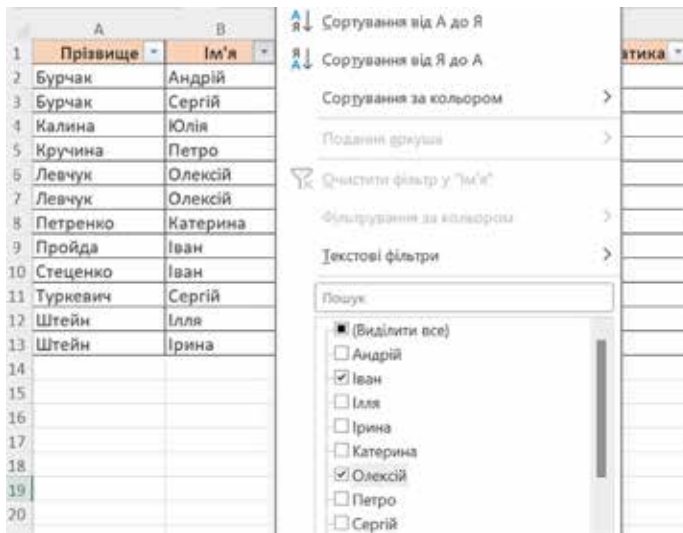 A B
1 Прізвище Ім'я
2 Бурчак Андрій
3 Бурчак Сергій
4 Калина Юлія
5 Кручина Петро
6 Левчук Олексій
7 Левчук Олексій
8 Петренко Катерина
9 Пройда Іван
10 Стеценко Іван
11 Туркевич Сергій
12 Штейн Ілля
13 Штейн Ірина
14
15
16
17
18
19
20
Сортування від А до Я
Сортування від Я до А
Сортування за кольором
Подання аркуша
Очистити фільтр у "Ім'я"
Фільтрування за кольором
Текстові фільтри
Пошук
(Виділити все)
Андрій
Іван
Ілля
Ірина
Катерина
Олексій
Петро
Сергій
тика